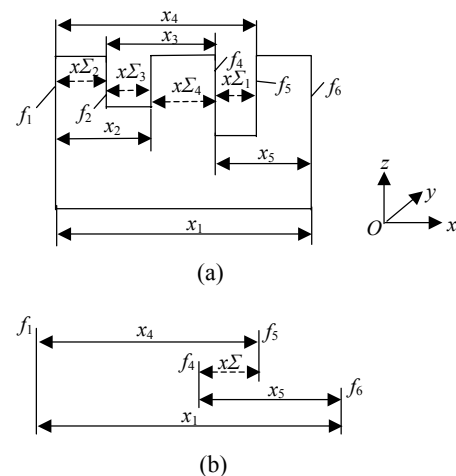 x4
x3
xΣ2 xΣ3 f4 xΣ1
xΣ4
f1 f2 f5 f6
x2 x5
x1
z
y
O x
(a)
f1 x4 f5
f4 xΣ
x5 f6
x1
(b)